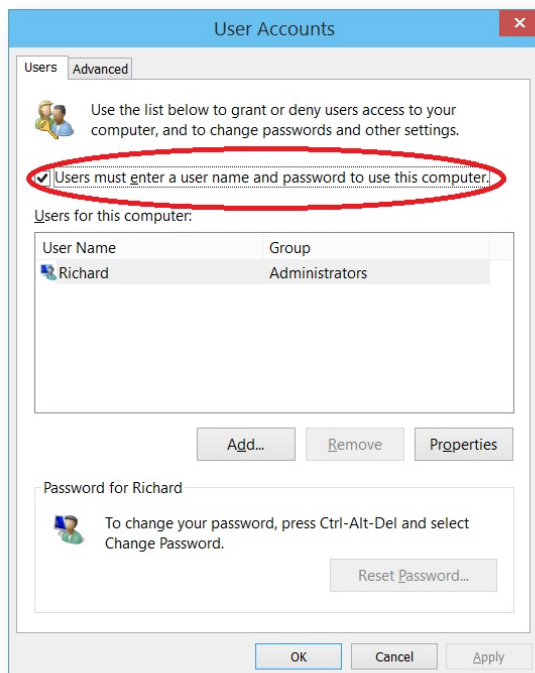 User Accounts
Users Advanced
Use the list below to grant or deny users access to your
computer, and to change passwords and other settings.
Users must enter a user name and password to use this computer.
Users for this computer:
User Name Group
Richard Administrators
Add... Remove Properties
Password for Richard
To change your password, press Ctrl-Alt-Del and select
Change Password.
Reset Password...
OK Cancel Apply